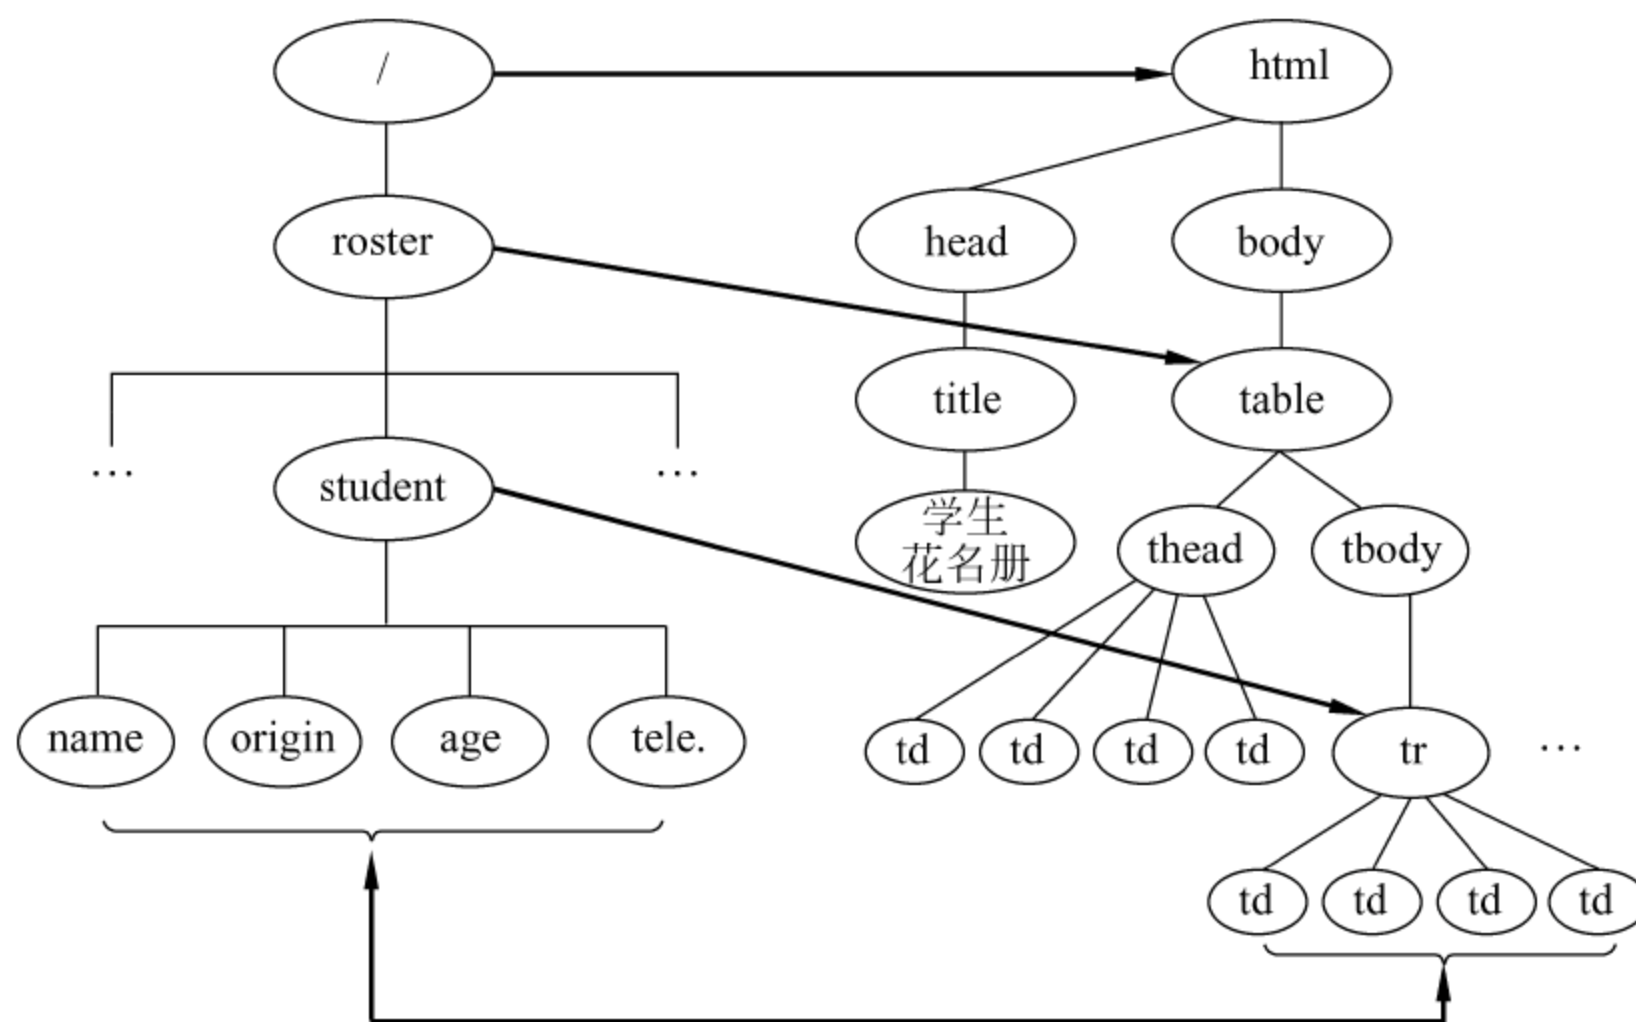 /
html
roster
head
body
title
table
…
student
…
学生
花名册
thead
tbody
name
origin
age
tele.
td
td
td
td
tr
…
td
td
td
td